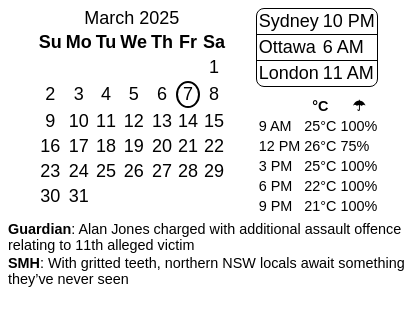 March 2025
Su Mo Tu We Th Fr Sa
1
2 3 4 5 6 7 8
9 10 11 12 13 14 15
16 17 18 19 20 21 22
23 24 25 26 27 28 29
30 31
Sydney 10 PM
Ottawa 6 AM
London 11 AM
°C ☂
9 AM 25°C 100%
12 PM 26°C 75%
3 PM 25°C 100%
6 PM 22°C 100%
9 PM 21°C 100%
Guardian: Alan Jones charged with additional assault offence
relating to 11th alleged victim
SMH: With gritted teeth, northern NSW locals await something
they’ve never seen